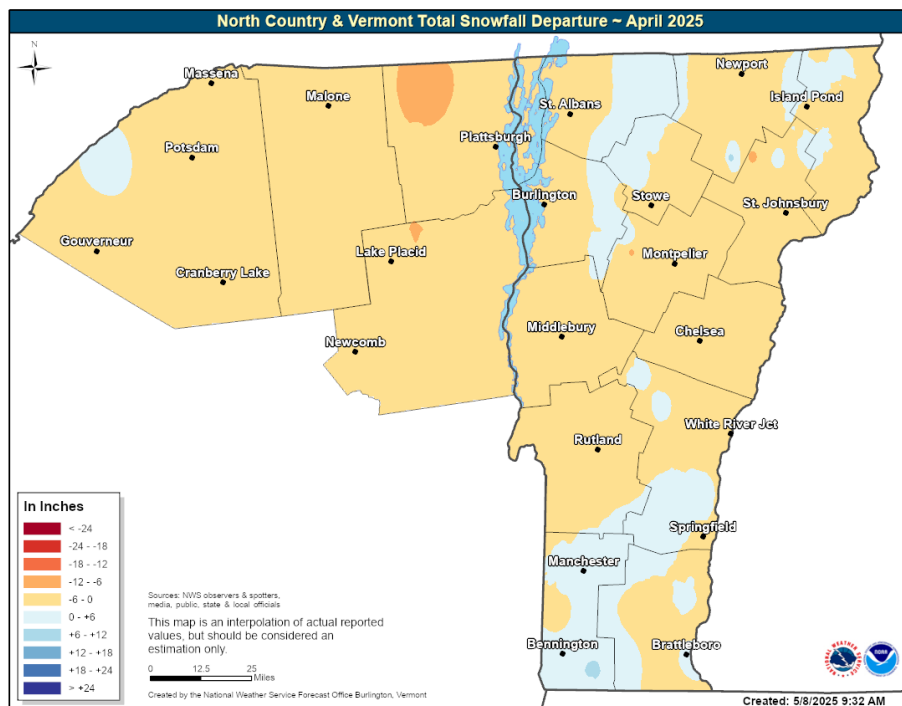 North Country & Vermont Total Snowfall Departure ~ April 2025
N
Massena
Malone
Newport
Island Pond
St. Albans
Plattsburgh
Potsdam
Burlington
Stowe
St. Johnsbury
Gouverneur
Lake Placid
Montpelier
Cranberry Lake
Middlebury
Chelsea
Newcomb
White River Jct
Rutland
Springfield
Manchester
Bennington
Brattleboro
In Inches
< -24
-24 - -18
-18 - -12
-12 - -6
-6 - 0
0 - +6
+6 - +12
+12 - +18
+18 - +24
> +24
Sources: NWS observers & spotters,
media, public, state & local officials
This map is an interpolation of actual reported
values, but should be considered an
estimation only.
0 12.5 25
Miles
Created by the National Weather Service Forecast Office Burlington, Vermont
NATIONAL WEATHER SERVICE
NOAA
Created: 5/8/2025 9:32 AM